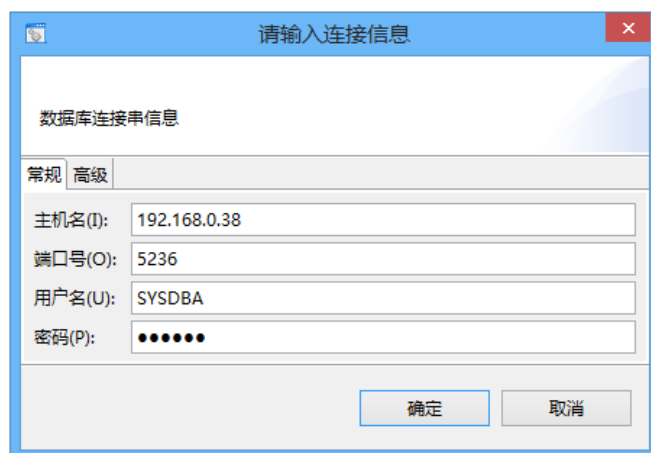 请输入连接信息
数据库连接串信息
常规 高级
主机名(I): 192.168.0.38
端口号(O): 5236
用户名(U): SYSDBA
密码(P): ●●●●●●
确定 取消